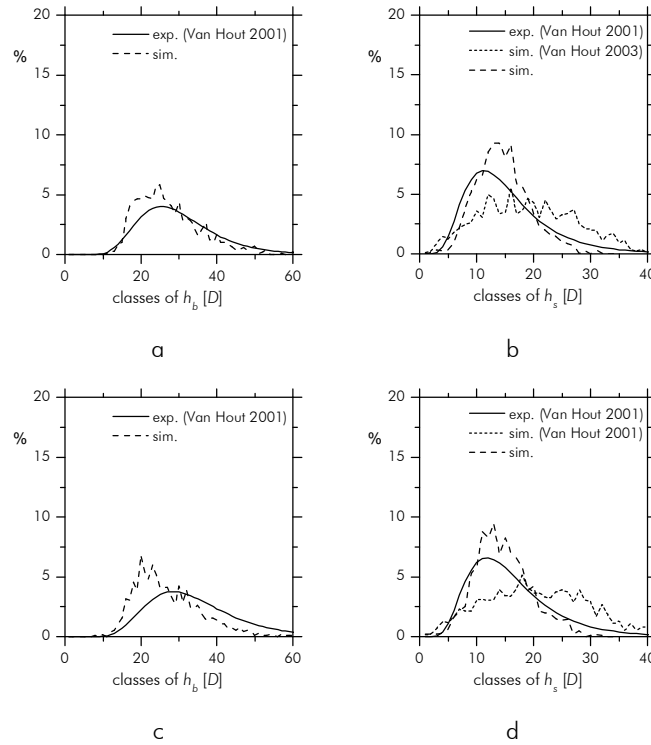 20
15
10
5
0
%
exp. (Van Hout 2001)
sim.
0 20 40 60
classes of h_b [D]
a
20
15
10
5
0
%
exp. (Van Hout 2001)
sim. (Van Hout 2003)
sim.
0 10 20 30 40
classes of h_s [D]
b
20
15
10
5
0
%
exp. (Van Hout 2001)
sim.
0 20 40 60
classes of h_b [D]
c
20
15
10
5
0
%
exp. (Van Hout 2001)
sim. (Van Hout 2001)
sim.
0 10 20 30 40
classes of h_s [D]
d